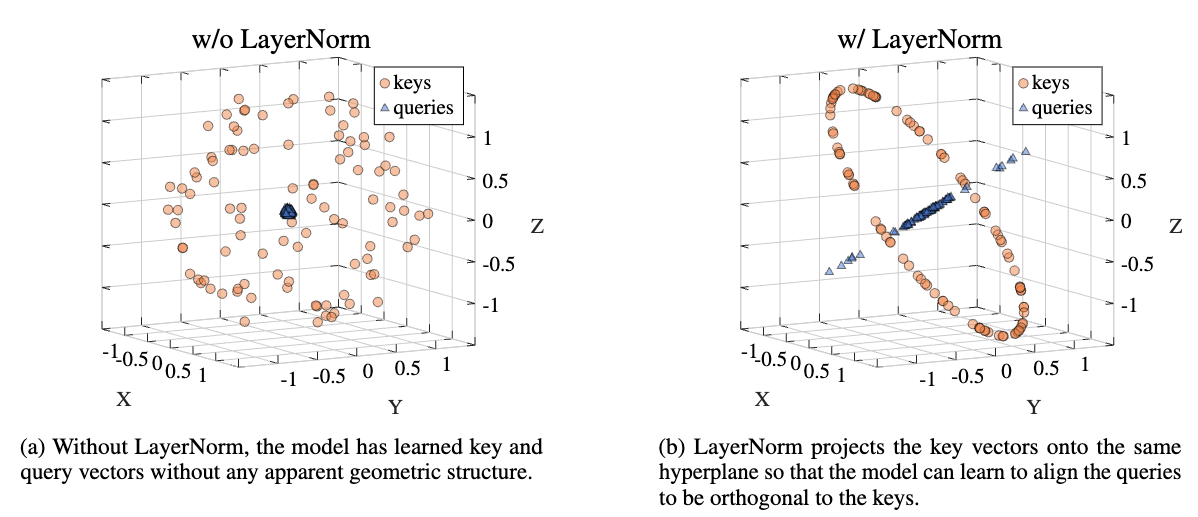 w/o LayerNorm
keys
queries
1
0.5
0
-0.5
-1
Z
-1
-0.5
0
0.5
1
X
-1
-0.5
0
0.5
1
Y
(a) Without LayerNorm, the model has learned key and
query vectors without any apparent geometric structure.
w/ LayerNorm
keys
queries
1
0.5
0
-0.5
-1
Z
-1
-0.5
0
0.5
1
X
-1
-0.5
0
0.5
1
Y
(b) LayerNorm projects the key vectors onto the same
hyperplane so that the model can learn to align the queries
to be orthogonal to the keys.